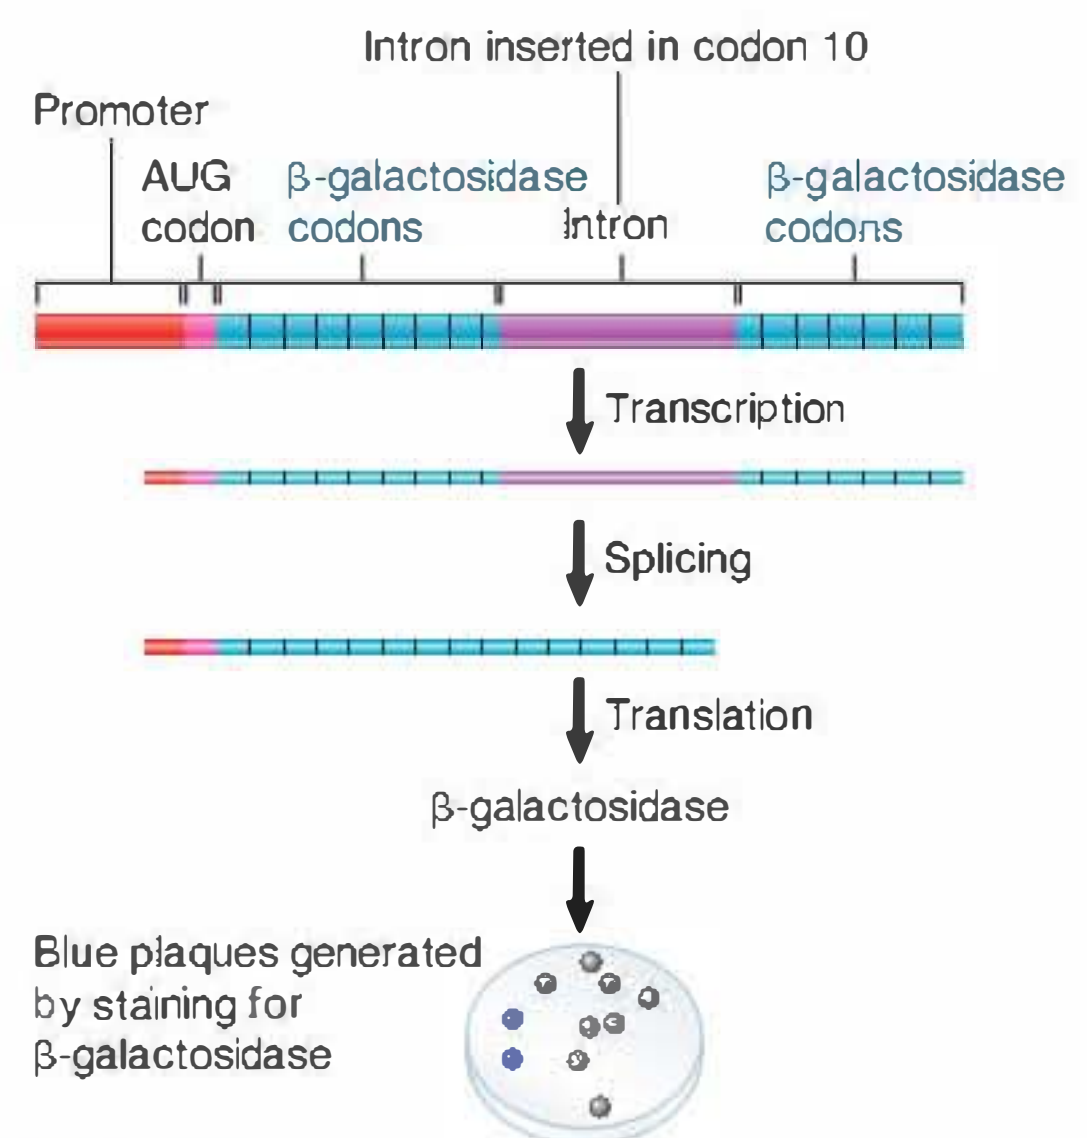 Intron inserted in codon 10
Promoter
AUG
codon
β-galactosidase
codons
Intron
β-galactosidase
codons
Transcription
Splicing
Translation
β-galactosidase
Blue plaques generated
by staining for
β-galactosidase